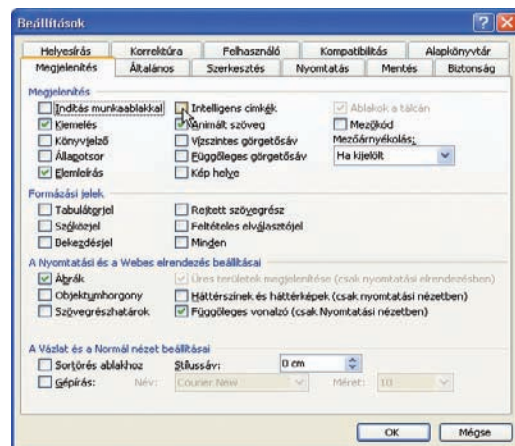 Beállítások
Helyesírás Korrektúra Felhasználó Kompatibilitás Alapkönyvtár
Megjelenítés Általános Szerkesztés Nyomtatás Mentés Biztonság
Megjelenítés
Indítás munkaablakkal Intelligens címkék Ablakok a tálcán
Kiemelés Animált szöveg Mezőkód
Könyvjelző Vízszintes görgetősáv Mezőárnyékolás:
Állapotsor Függőleges görgetősáv Ha kijelölt
Elemleírás Kép helye
Formázási jelek
Tabulátorjel Rejtett szövegrész
Szóközjel Feltételes elválasztójel
Bekezdésjel Minden
A Nyomtatási és a Webes elrendezés beállításai
Ábrák Üres területek megjelenítése (csak nyomtatási elrendezésben)
Objektumhorgony Háttérszínek és háttérképek (csak nyomtatási nézetben)
Szövegrészhatárok Függőleges vonalzó (csak Nyomtatási nézetben)
A Vázlat és a Normál nézet beállításai
Sortörés ablakhoz Stílussáv: 0 cm
Gépírás: Név: Courier New Méret: 10
OK Mégse